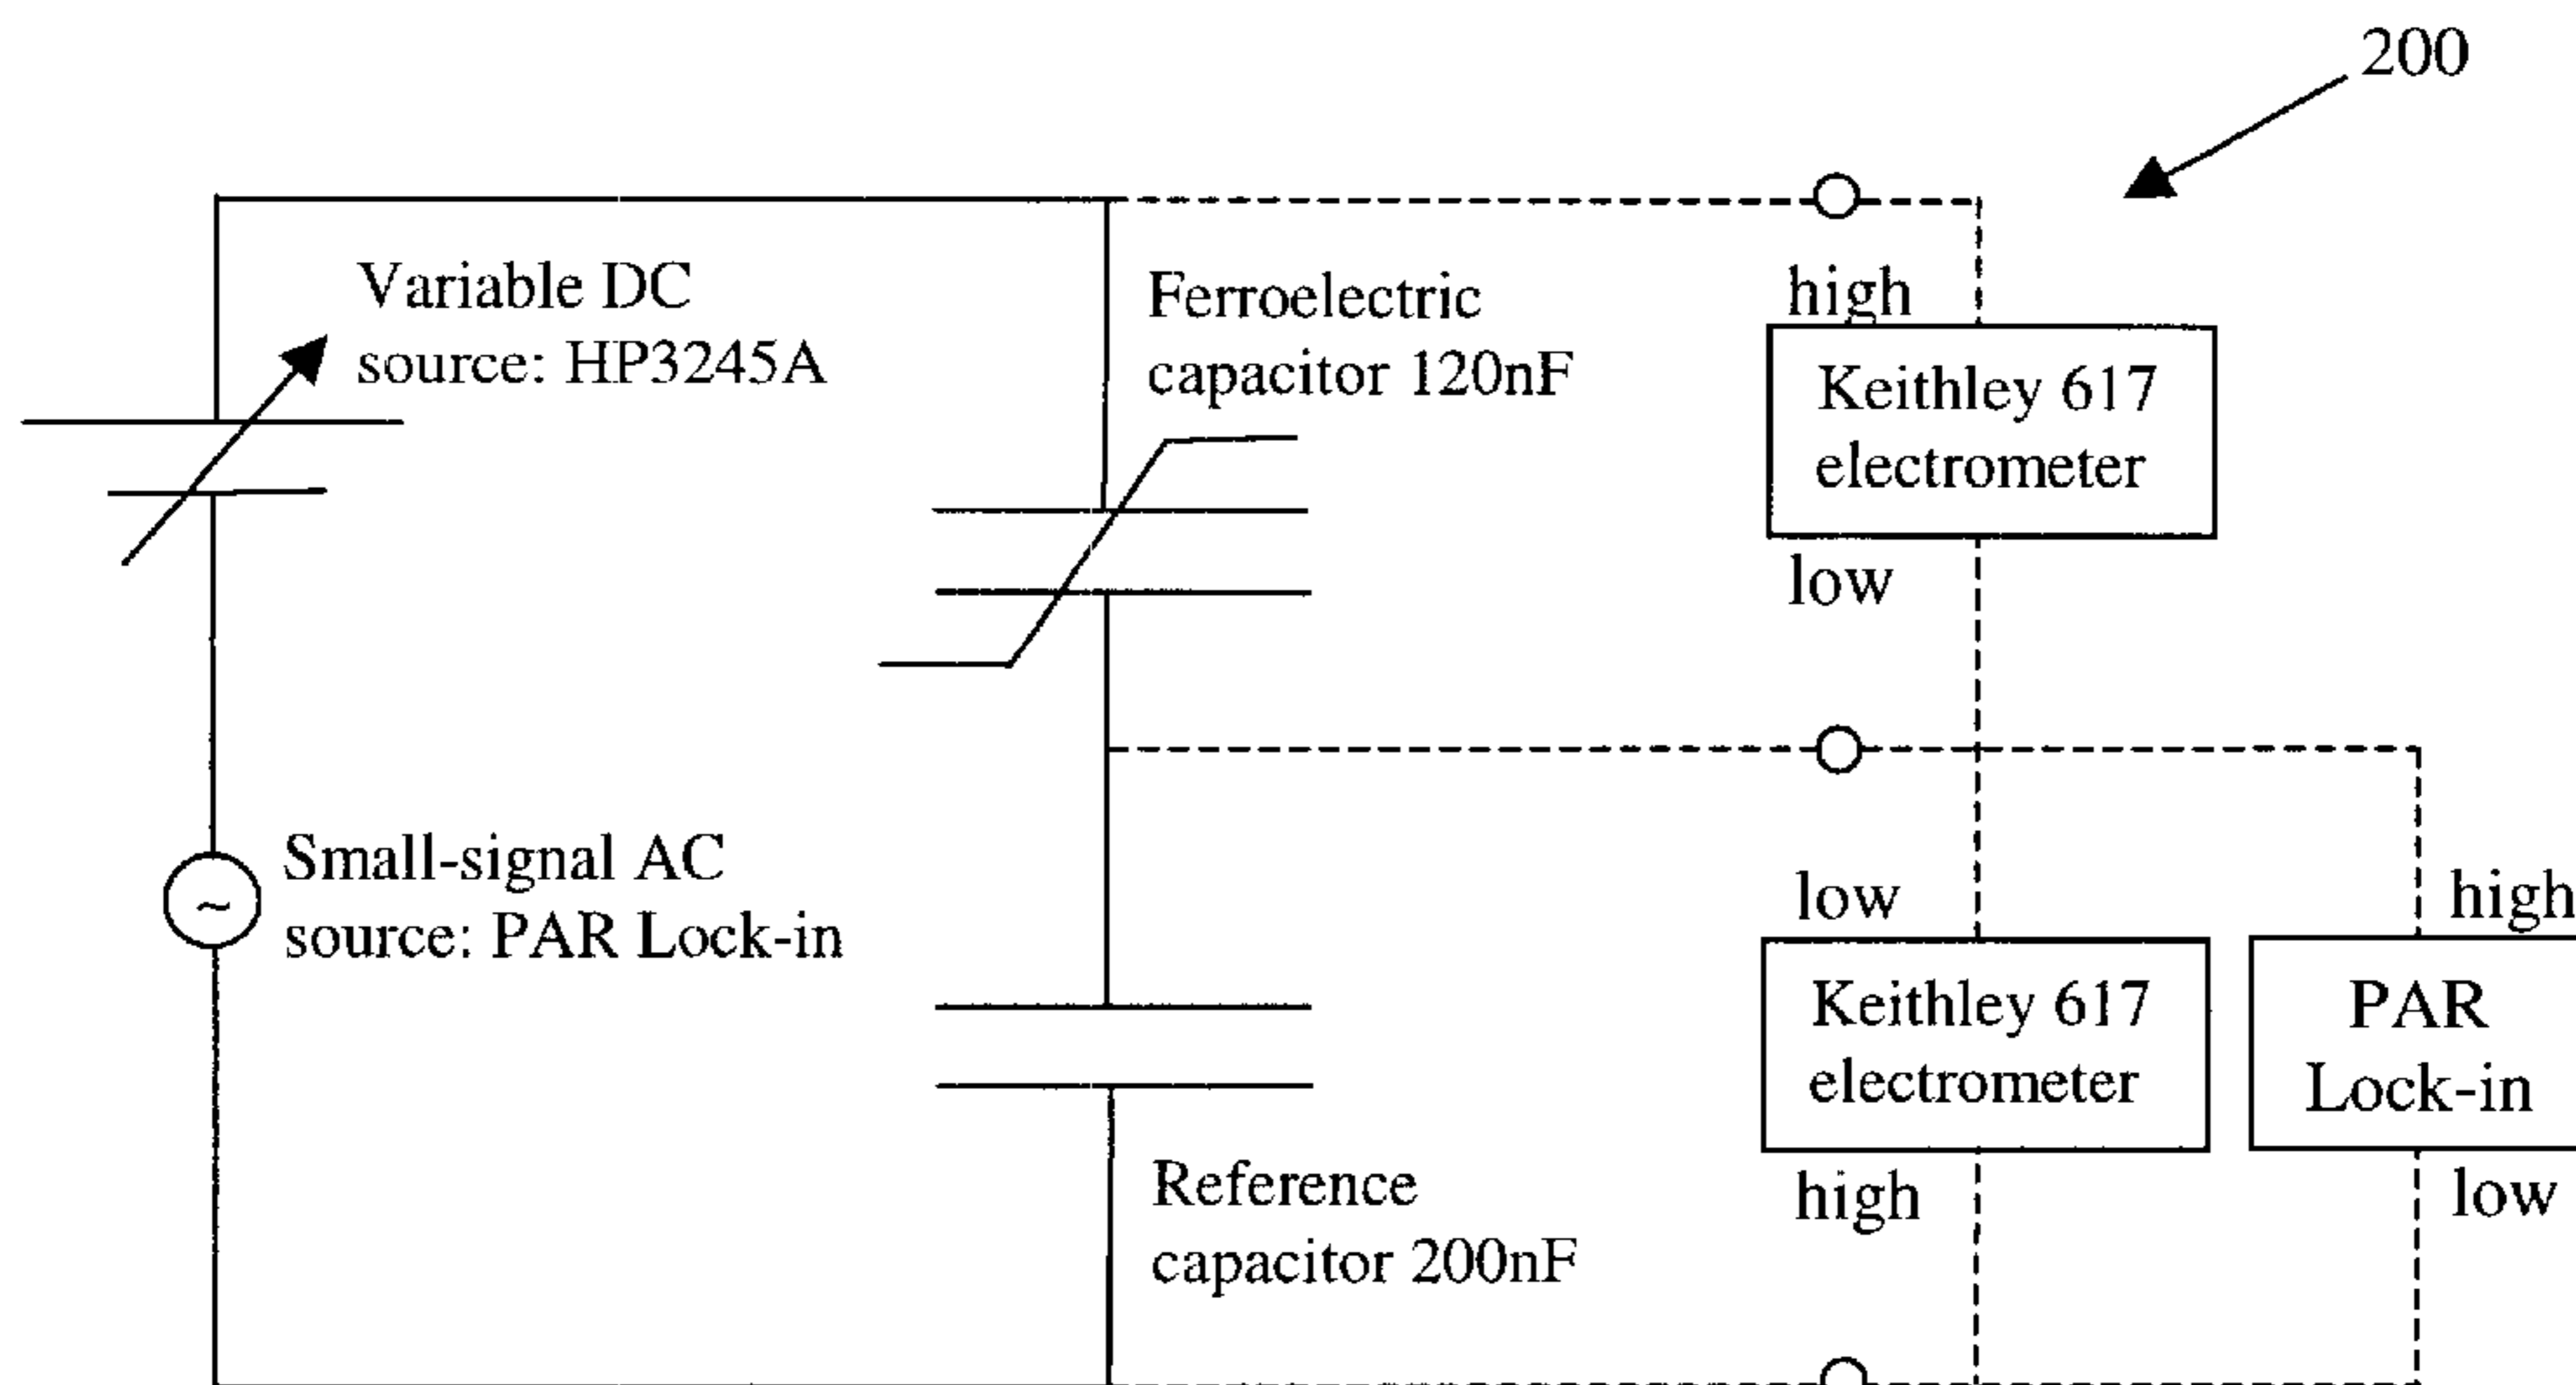 200
Variable DC
source: HP3245A
Ferroelectric
capacitor 120nF
high
Keithley 617
electrometer
low
Small-signal AC
source: PAR Lock-in
~
low
high
Keithley 617
electrometer
PAR
Lock-in
high
low
Reference
capacitor 200nF